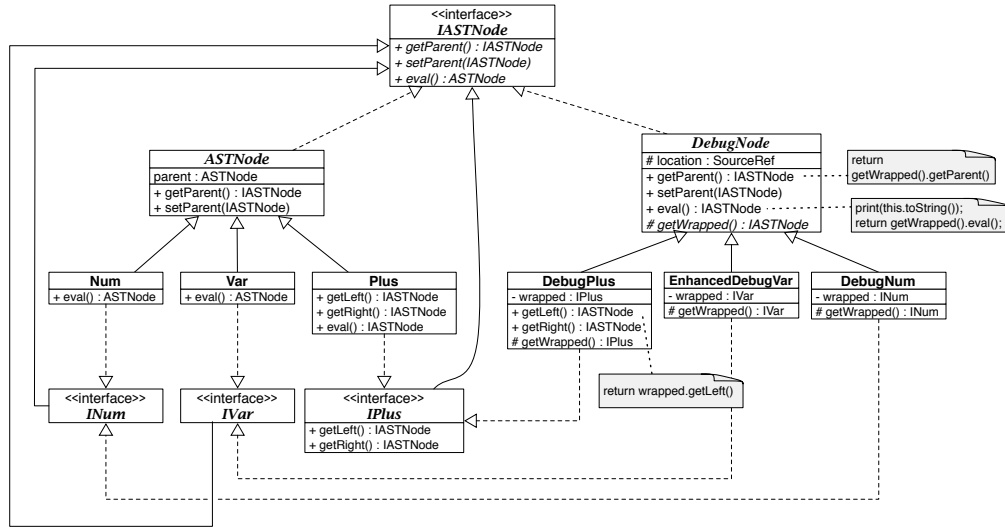 <<interface>>
IASTNode
+ getParent() : IASTNode
+ setParent(IASTNode)
+ eval() : ASTNode
ASTNode
parent : ASTNode
+ getParent() : IASTNode
+ setParent(IASTNode)
DebugNode
# location : SourceRef
+ getParent() : IASTNode
+ setParent(IASTNode)
+ eval() : IASTNode
# getWrapped() : IASTNode
return
getWrapped().getParent()
print(this.toString());
return getWrapped().eval();
Num
+ eval() : ASTNode
Var
+ eval() : ASTNode
Plus
+ getLeft() : IASTNode
+ getRight() : IASTNode
+ eval() : IASTNode
DebugPlus
- wrapped : IPlus
+ getLeft() : IASTNode
+ getRight() : IASTNode
# getWrapped() : IPlus
EnhancedDebugVar
- wrapped : IVar
# getWrapped() : IVar
DebugNum
- wrapped : INum
# getWrapped() : INum
return wrapped.getLeft()
<<interface>>
INum
<<interface>>
IVar
<<interface>>
IPlus
+ getLeft() : IASTNode
+ getRight() : IASTNode